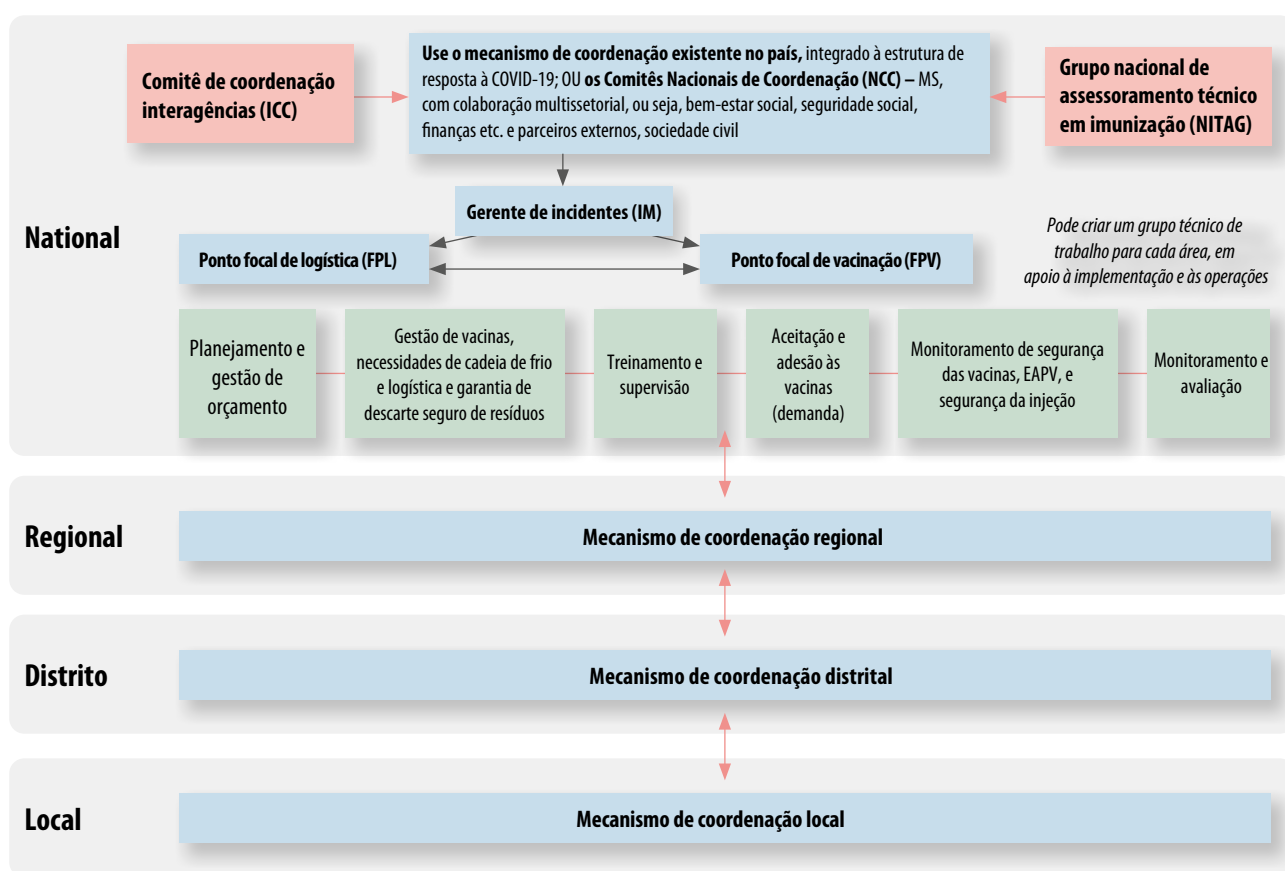 Comitê de coordenação
interagências (ICC)
Use o mecanismo de coordenação existente no país, integrado à estrutura de
resposta à COVID-19; OU os Comitês Nacionais de Coordenação (NCC) – MS,
com colaboração multissetorial, ou seja, bem-estar social, seguridade social,
finanças etc. e parceiros externos, sociedade civil
Grupo nacional de
assessoramento técnico
em imunização (NITAG)
National
Gerente de incidentes (IM)
Ponto focal de logística (FPL)
Ponto focal de vacinação (FPV)
Pode criar um grupo técnico de
trabalho para cada área, em
apoio à implementação e às operações
Planejamento e
gestão de
orçamento
Gestão de vacinas,
necessidades de cadeia de frio
e logística e garantia de
descarte seguro de resíduos
Treinamento e
supervisão
Aceitação e
adesão às
vacinas
(demanda)
Monitoramento de segurança
das vacinas, EAPV, e
segurança da injeção
Monitoramento e
avaliação
Regional
Mecanismo de coordenação regional
Distrito
Mecanismo de coordenação distrital
Local
Mecanismo de coordenação local